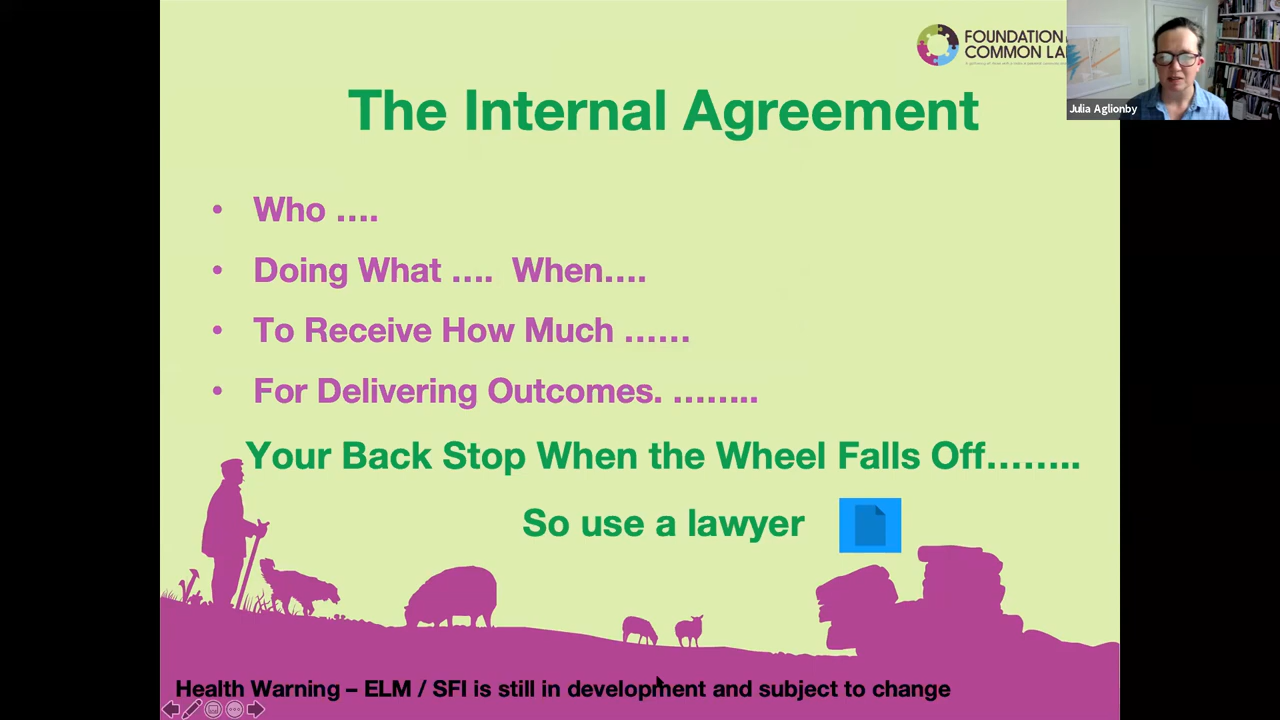 FOUNDATION
COMMON LA
Julia Aglionby
The Internal Agreement
• Who ….
• Doing What …. When….
• To Receive How Much ……
• For Delivering Outcomes. ……..
Your Back Stop When the Wheel Falls Off……..
So use a lawyer
Health Warning – ELM / SFI is still in development and subject to change